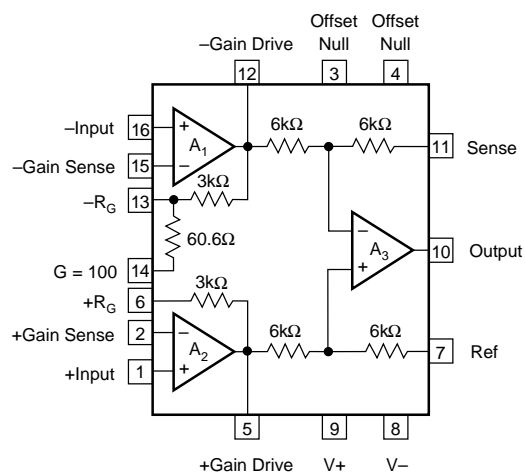 –Gain Drive
Offset Null
Offset Null
12
3
4
–Input
16
+
A1
–
6kΩ
6kΩ
11
Sense
–Gain Sense
15
–RG
13
3kΩ
60.6Ω
–
A3
+
10
Output
G = 100
14
+RG
6
3kΩ
+Gain Sense
2
–
A2
+
6kΩ
6kΩ
7
Ref
+Input
1
5
9
8
+Gain Drive
V+
V–